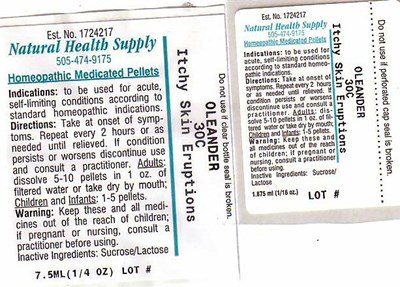 Est. No. 1724217
Natural Health Supply
505-474-9175
Homeopathic Medicated Pellets
Indications: to be used for acute,
self-limiting conditions according to
standard homeopathic indications.
Directions: Take at onset of symp-
toms. Repeat every 2 hours or as
needed until relieved. If condition
persists or worsens discontinue use
and consult a practitioner. Adults:
dissolve 5-10 pellets in 1 oz. of
filtered water or take dry by mouth;
Children and Infants: 1-5 pellets.
Warning: Keep these and all medi-
cines out of the reach of children;
if pregnant or nursing, consult a
practitioner before using.
Inactive Ingredients: Sucrose/Lactose
7.5ML(1/4 OZ) LOT #
OLEANDER
30C
Itchy Skin Eruptions
Do not use if clear bottle seal is broken.
Est. No. 1724217
Natural Health Supply
505-474-9175
Homeopathic Medicated Pellets
Indications: to be used for acute,
self-limiting conditions according
to standard homeo-
pathic indications.
Directions: Take at onset of
symptoms. Repeat every 2 hours
or as needed until relieved. If
condition persists or worsens
discontinue use and consult a
practitioner. Adults: dis-
solve 5-10 pellets in 1 oz. of filtered
water or take dry by mouth;
Children and Infants: 1-5 pellets.
Warning: Keep these and all
medicines out of the reach of
children; if pregnant or nursing,
consult a practitioner before using.
Inactive Ingredients: Sucrose/
Lactose
1.875 ml (1/16 oz.) LOT #
OLEANDER
30C
Itchy Skin Eruptions
Do not use if perforated cap seal is broken.